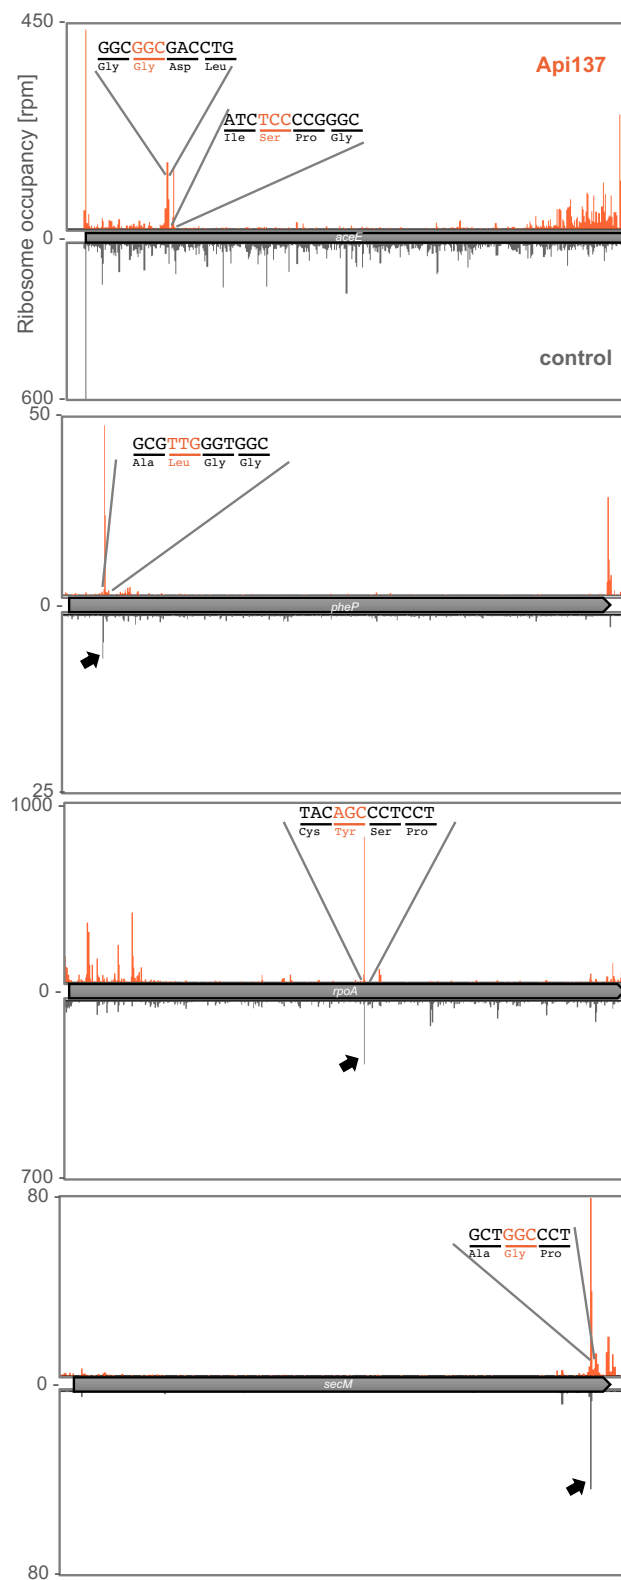 450
GGCGGCGACCTG
Gly Gly Asp Leu
Api137
ATCTCCCCGGGC
Ile Ser Pro Gly
Ribosome occupancy [rpm]
0
aceE
control
600
50
GCGTTGGGTGGC
Ala Leu Gly Gly
0
pheP
25
1000
TACAGCCCTCCT
Cys Tyr Ser Pro
0
rpoA
700
80
GCTGGCCCT
Ala Gly Pro
0
secM
80